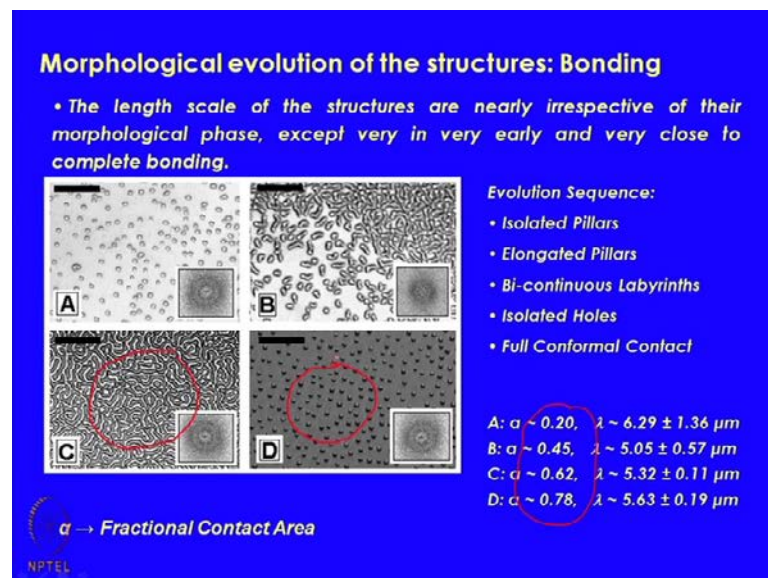 Morphological evolution of the structures: Bonding
• The length scale of the structures are nearly irrespective of their
morphological phase, except very in very early and very close to
complete bonding.
A
B
C
D
Evolution Sequence:
• Isolated Pillars
• Elongated Pillars
• Bi-continuous Labyrinths
• Isolated Holes
• Full Conformal Contact
A: α ~ 0.20, λ ~ 6.29 ± 1.36 μm
B: α ~ 0.45, λ ~ 5.05 ± 0.57 μm
C: α ~ 0.62, λ ~ 5.32 ± 0.11 μm
D: α ~ 0.78, λ ~ 5.63 ± 0.19 μm
α → Fractional Contact Area
NPTEL